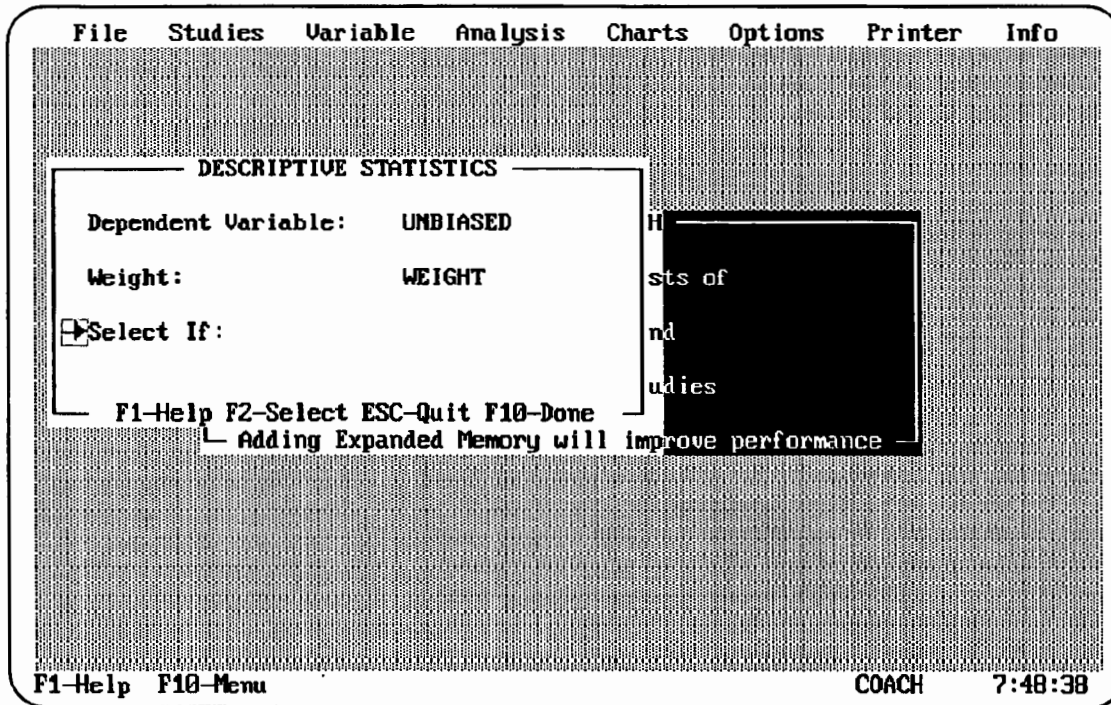 File Studies Variable Analysis Charts Options Printer Info
DESCRIPTIVE STATISTICS
Dependent Variable: UNBIASED
H
Weight: WEIGHT
sts of
Select If:
nd
udies
F1-Help F2-Select ESC-Quit F10-Done
Adding Expanded Memory will improve performance
F1-Help F10-Menu COACH 7:48:38